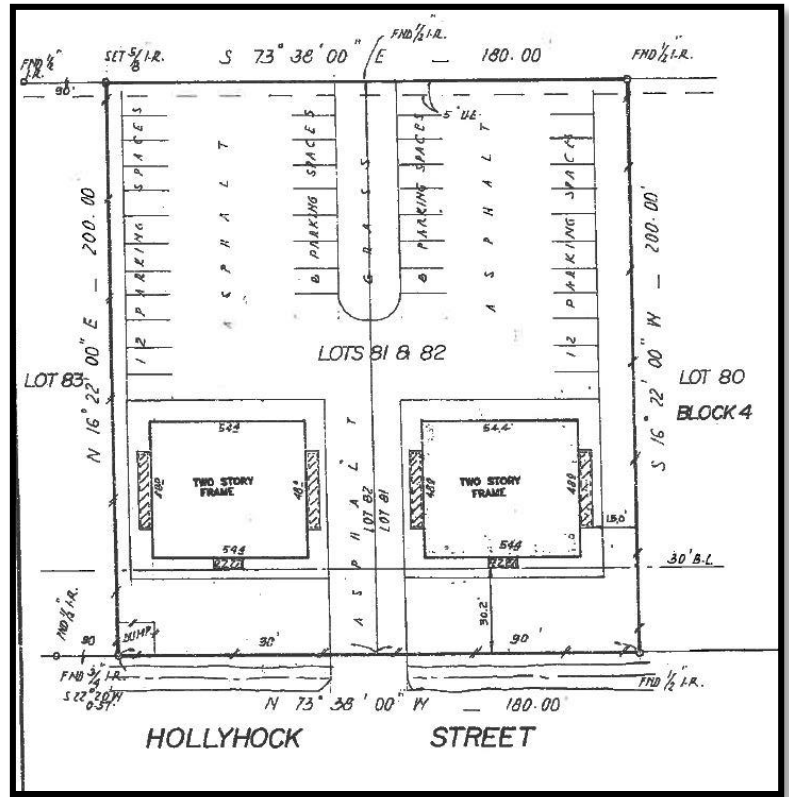 FND 1/2" I.R.
SET 5/8 I.R.
S 73° 38' 00" E — 180.00
FND 1/2" I.R.
FND 1/2" I.R.
90'
5' U.E.
12 PARKING SPACES
ASPHALT
8 PARKING SPACES
GRASS
8 PARKING SPACES
ASPHALT
12 PARKING SPACES
N 16° 22' 00" E — 200.00
S 16° 22' 00" W — 200.00'
LOTS 81 & 82
LOT 83
LOT 80
BLOCK 4
54.4
54.4'
48.0
TWO STORY
FRAME
48.0
ASPHALT
LOT 82
LOT 81
48.0
TWO STORY
FRAME
48.0
54.4
54.4
15.0'
30' B.L.
30.2'
FND 1/2" I.R.
90
90'
90'
FND 3/4" I.R.
S 22° 20' W
0.57'
FND 1/2" I.R.
N 73° 38' 00" W — 180.00
HOLLYHOCK STREET